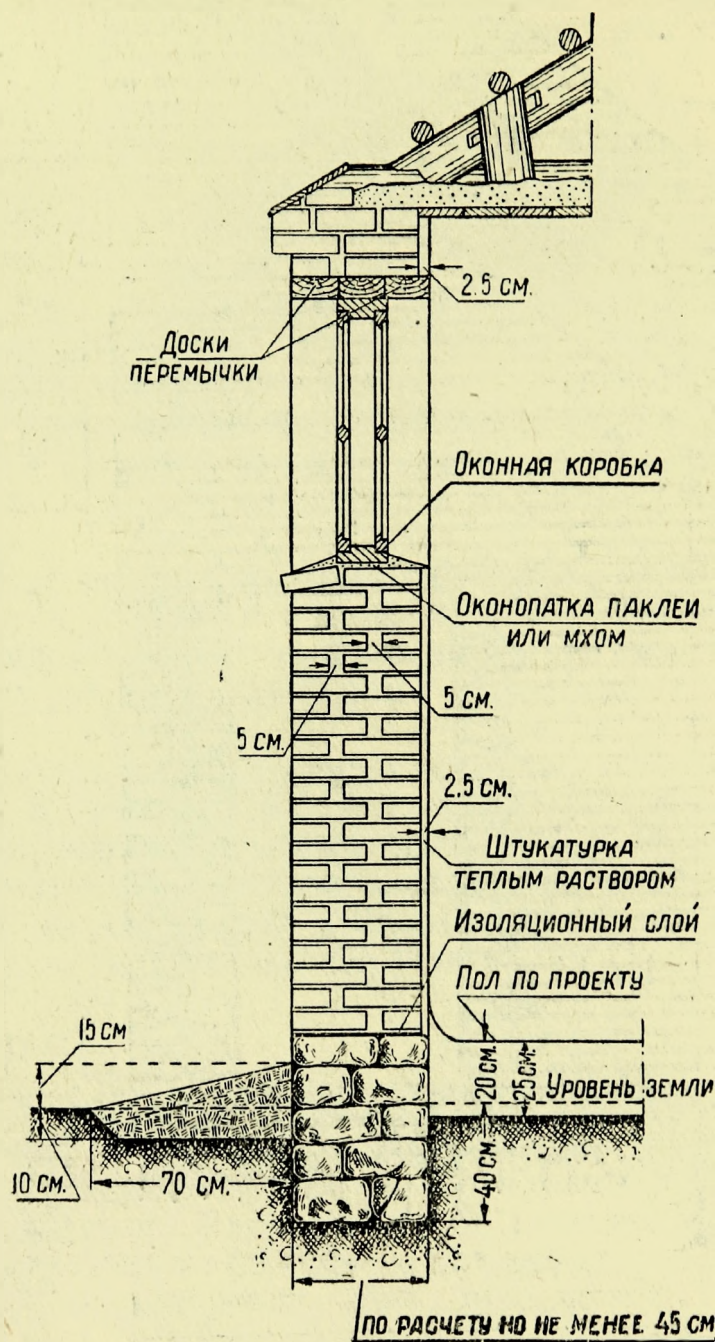 2.5 см.
Доски
перемычки
Оконная коробка
Оконопатка паклей
или мхом
5 см.
5 см.
2.5 см.
Штукатурка
теплым раствором
Изоляционный слой
Пол по проекту
15 см
20 см.
25 см.
Уровень земли
10 см.
70 см.
40 см
по расчету но не менее 45 см